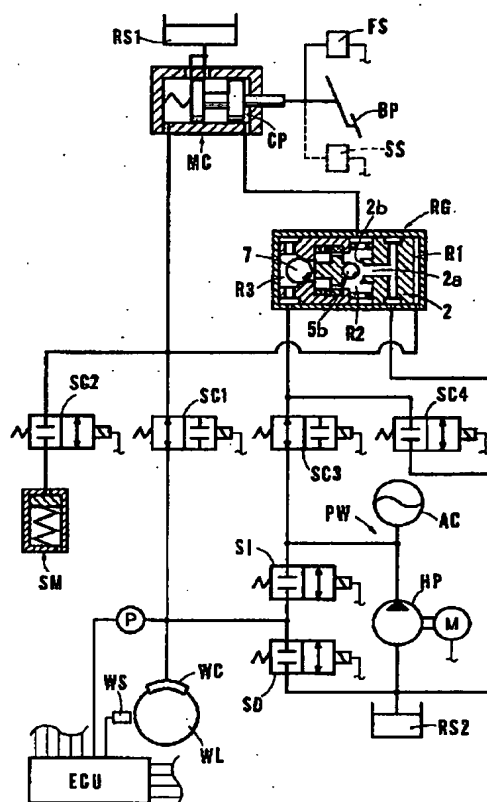 RS1
FS
BP
CP
MC
SS
2b
RG
7
R1
R3
2a
5b
R2
2
SC2
SC1
SC3
SC4
PW
AC
SM
SI
HP
P
M
WC
WS
SD
WL
RS2
ECU